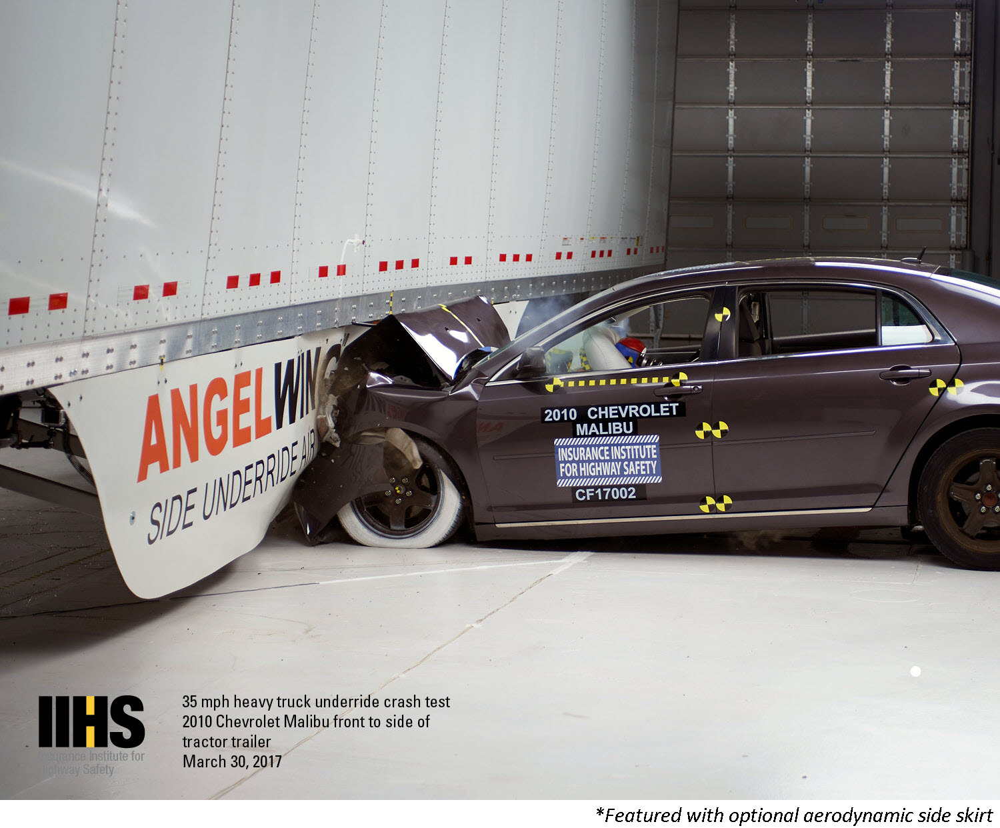 ANGELWING
SIDE UNDERRIDE AIR
2010 CHEVROLET
MALIBU
INSURANCE INSTITUTE
FOR HIGHWAY SAFETY
CF17002
IIHS
Insurance Institute for
Highway Safety
35 mph heavy truck underride crash test
2010 Chevrolet Malibu front to side of
tractor trailer
March 30, 2017
*Featured with optional aerodynamic side skirt